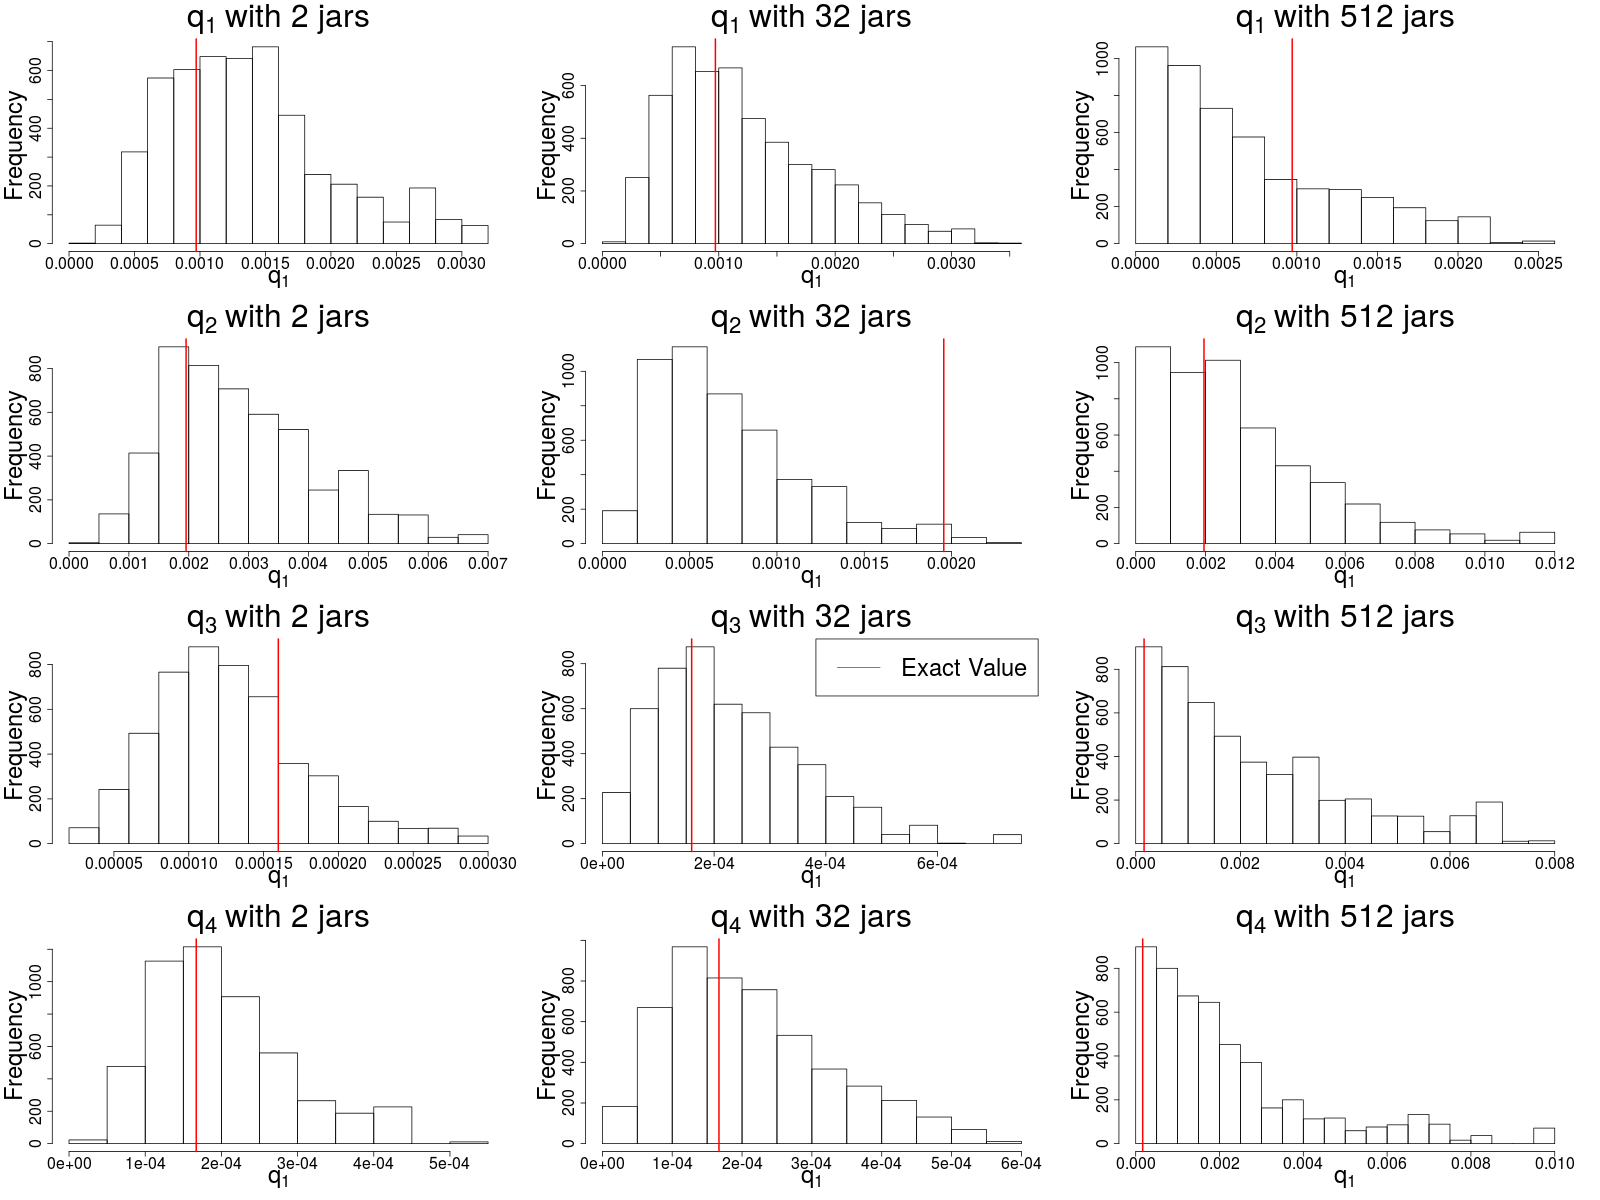 q1 with 2 jars
Frequency
0 200 400 600
0.0000 0.0005 0.0010 0.0015 0.0020 0.0025 0.0030
q1
q1 with 32 jars
Frequency
0 200 400 600
0.0000 0.0010 0.0020 0.0030
q1
q1 with 512 jars
Frequency
0 200 600 1000
0.0000 0.0005 0.0010 0.0015 0.0020 0.0025
q1
q2 with 2 jars
Frequency
0 200 400 600 800
0.000 0.001 0.002 0.003 0.004 0.005 0.006 0.007
q1
q2 with 32 jars
Frequency
0 200 600 1000
0.0000 0.0005 0.0010 0.0015 0.0020
q1
q2 with 512 jars
Frequency
0 200 600 1000
0.000 0.002 0.004 0.006 0.008 0.010 0.012
q1
q3 with 2 jars
Frequency
0 200 400 600 800
0.00005 0.00010 0.00015 0.00020 0.00025 0.00030
q1
q3 with 32 jars
Exact Value
Frequency
0 200 400 600 800
0e+00 2e-04 4e-04 6e-04
q1
q3 with 512 jars
Frequency
0 200 400 600 800
0.000 0.002 0.004 0.006 0.008
q1
q4 with 2 jars
Frequency
0 200 600 1000
0e+00 1e-04 2e-04 3e-04 4e-04 5e-04
q1
q4 with 32 jars
Frequency
0 200 400 600 800
0e+00 1e-04 2e-04 3e-04 4e-04 5e-04 6e-04
q1
q4 with 512 jars
Frequency
0 200 400 600 800
0.000 0.002 0.004 0.006 0.008 0.010
q1